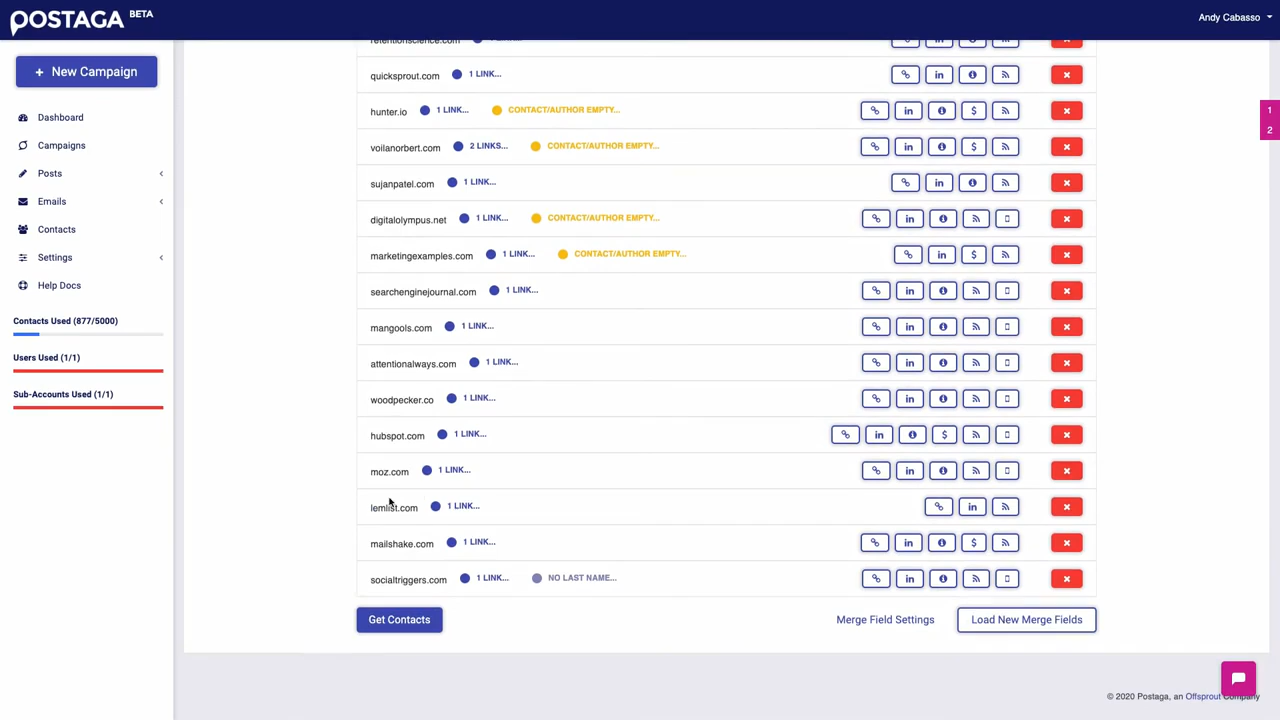 POSTAGA BETA
Andy Cabasso
+ New Campaign
Dashboard
Campaigns
Posts
Emails
Contacts
Settings
Help Docs
Contacts Used (877/5000)
Users Used (1/1)
Sub-Accounts Used (1/1)
retentionscience.com 1 LINK...
quicksprout.com 1 LINK...
hunter.io 1 LINK... CONTACT/AUTHOR EMPTY...
voilanorbert.com 2 LINKS... CONTACT/AUTHOR EMPTY...
sujanpatel.com 1 LINK...
digitalolympus.net 1 LINK... CONTACT/AUTHOR EMPTY...
marketingexamples.com 1 LINK... CONTACT/AUTHOR EMPTY...
searchenginejournal.com 1 LINK...
mangools.com 1 LINK...
attentionalways.com 1 LINK...
woodpecker.co 1 LINK...
hubspot.com 1 LINK...
moz.com 1 LINK...
lemlist.com 1 LINK...
mailshake.com 1 LINK...
socialtriggers.com 1 LINK... NO LAST NAME...
Get Contacts
Merge Field Settings
Load New Merge Fields
1
2
© 2020 Postaga, an Offsprout Company